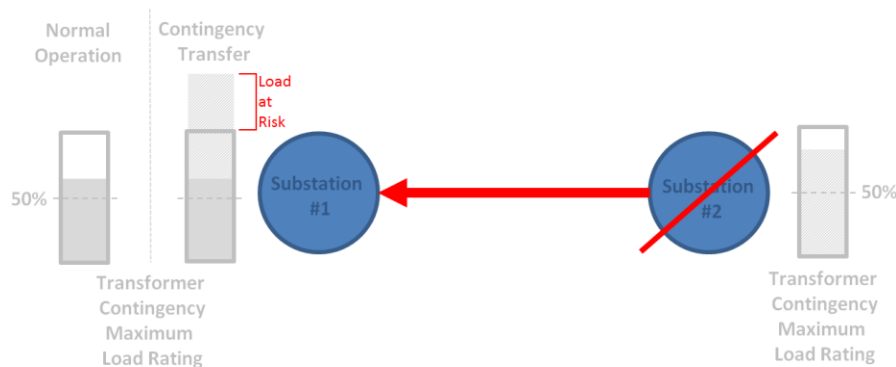 Normal
Operation
Contingency
Transfer
Load
at
Risk
50%
Substation
#1
Substation
#2
50%
Transformer
Contingency
Maximum
Load Rating
Transformer
Contingency
Maximum
Load Rating